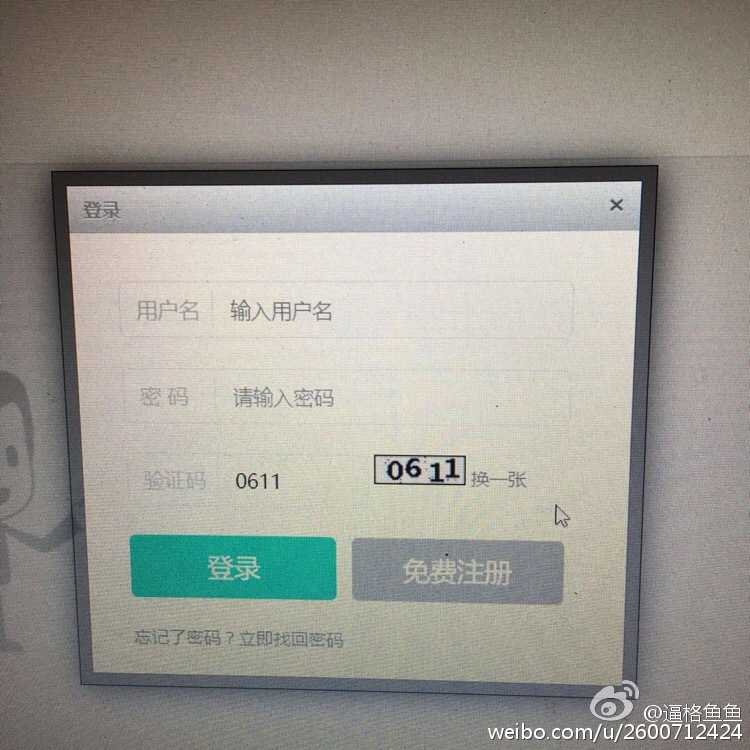 登录 ×
用户名 输入用户名
密 码 请输入密码
验证码 0611 0611 换一张
登录 免费注册
忘记了密码？立即找回密码
@逼格鱼鱼
weibo.com/u/2600712424